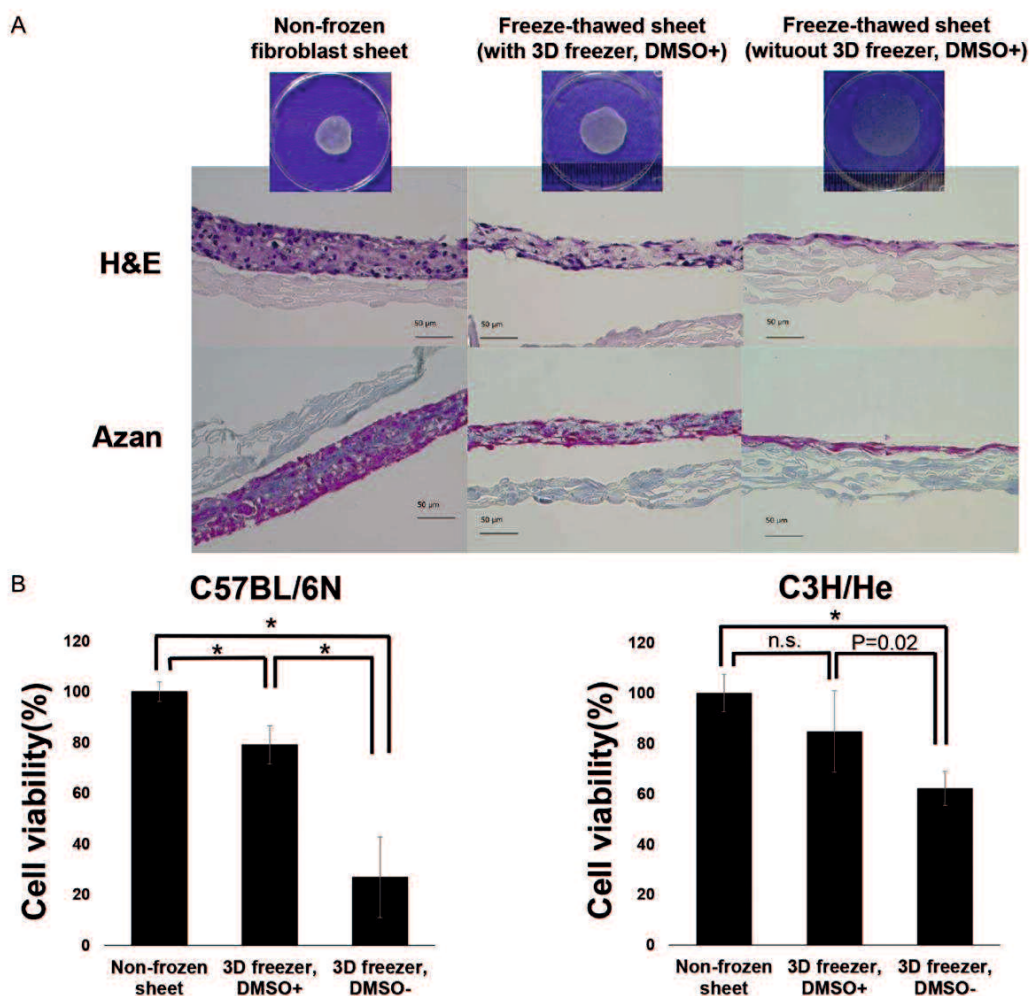 A
Non-frozen
fibroblast sheet
Freeze-thawed sheet
(with 3D freezer, DMSO+)
Freeze-thawed sheet
(wituout 3D freezer, DMSO+)
H&E
50 μm
50 μm
50 μm
Azan
50 μm
50 μm
50 μm
B
C57BL/6N
Cell viability(%)
120
100
80
60
40
20
0
*
*
*
Non-frozen
sheet
3D freezer,
DMSO+
3D freezer,
DMSO-
C3H/He
Cell viability(%)
120
100
80
60
40
20
0
*
n.s.
P=0.02
Non-frozen
sheet
3D freezer,
DMSO+
3D freezer,
DMSO-